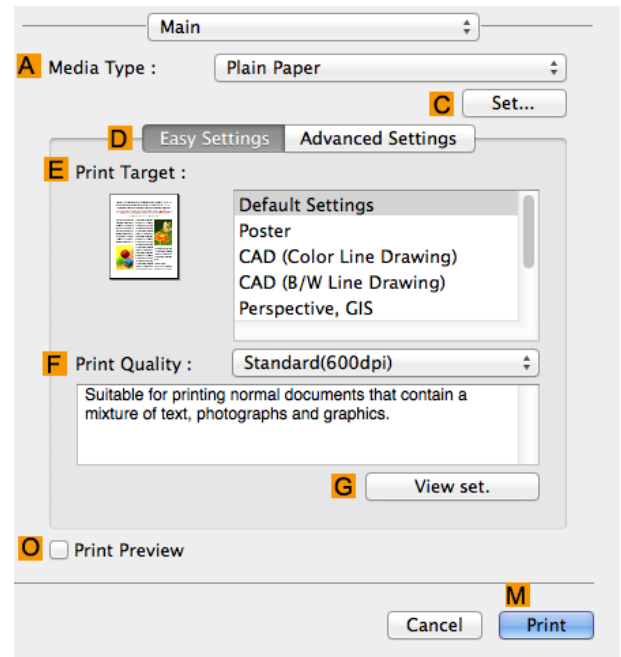 Main
A Media Type : Plain Paper
C Set...
D Easy Settings Advanced Settings
E Print Target :
Default Settings
Poster
CAD (Color Line Drawing)
CAD (B/W Line Drawing)
Perspective, GIS
F Print Quality : Standard(600dpi)
Suitable for printing normal documents that contain a
mixture of text, photographs and graphics.
G View set.
O Print Preview
M
Cancel Print